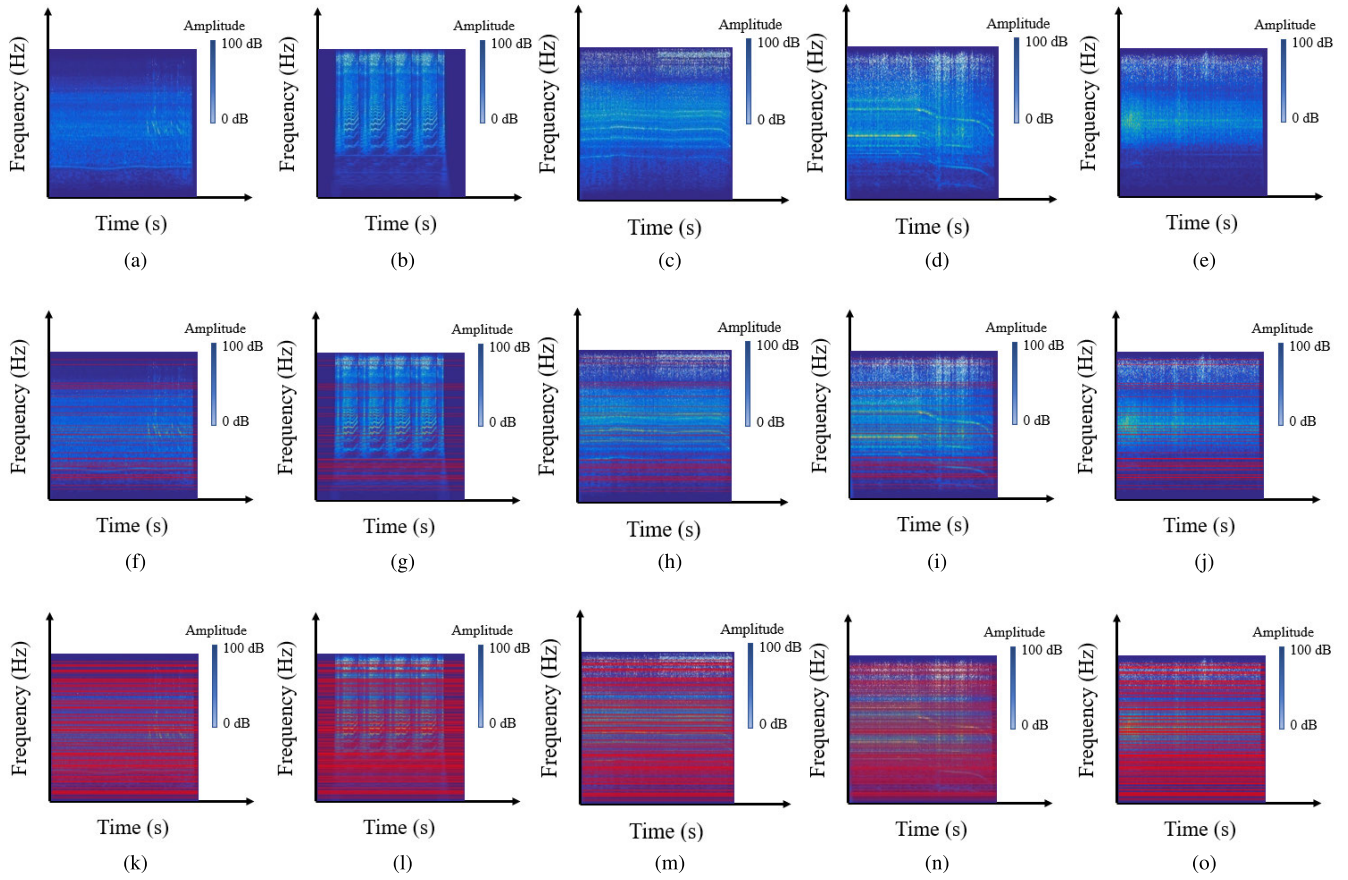 Amplitude Amplitude Amplitude Amplitude Amplitude
100 dB 100 dB 100 dB 100 dB 100 dB
Frequency (Hz) Frequency (Hz) Frequency (Hz) Frequency (Hz) Frequency (Hz)
0 dB 0 dB 0 dB 0 dB 0 dB
Time (s) Time (s) Time (s) Time (s) Time (s)
(a) (b) (c) (d) (e)
Amplitude Amplitude Amplitude Amplitude Amplitude
100 dB 100 dB 100 dB 100 dB 100 dB
Frequency (Hz) Frequency (Hz) Frequency (Hz) Frequency (Hz) Frequency (Hz)
0 dB 0 dB 0 dB 0 dB 0 dB
Time (s) Time (s) Time (s) Time (s) Time (s)
(f) (g) (h) (i) (j)
Amplitude Amplitude Amplitude Amplitude Amplitude
100 dB 100 dB 100 dB 100 dB 100 dB
Frequency (Hz) Frequency (Hz) Frequency (Hz) Frequency (Hz) Frequency (Hz)
0 dB 0 dB 0 dB 0 dB 0 dB
Time (s) Time (s) Time (s) Time (s) Time (s)
(k) (l) (m) (n) (o)